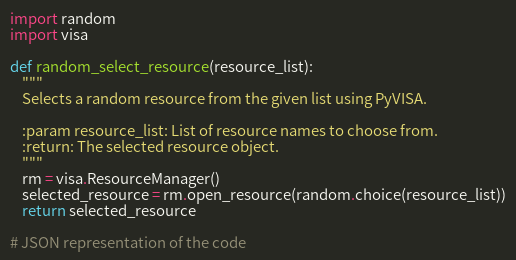 import random
import visa

def random_select_resource(resource_list):
    """
    Selects a random resource from the given list using PyVISA.

    :param resource_list: List of resource names to choose from.
    :return: The selected resource object.
    """
    rm = visa.ResourceManager()
    selected_resource = rm.open_resource(random.choice(resource_list))
    return selected_resource

# JSON representation of the code